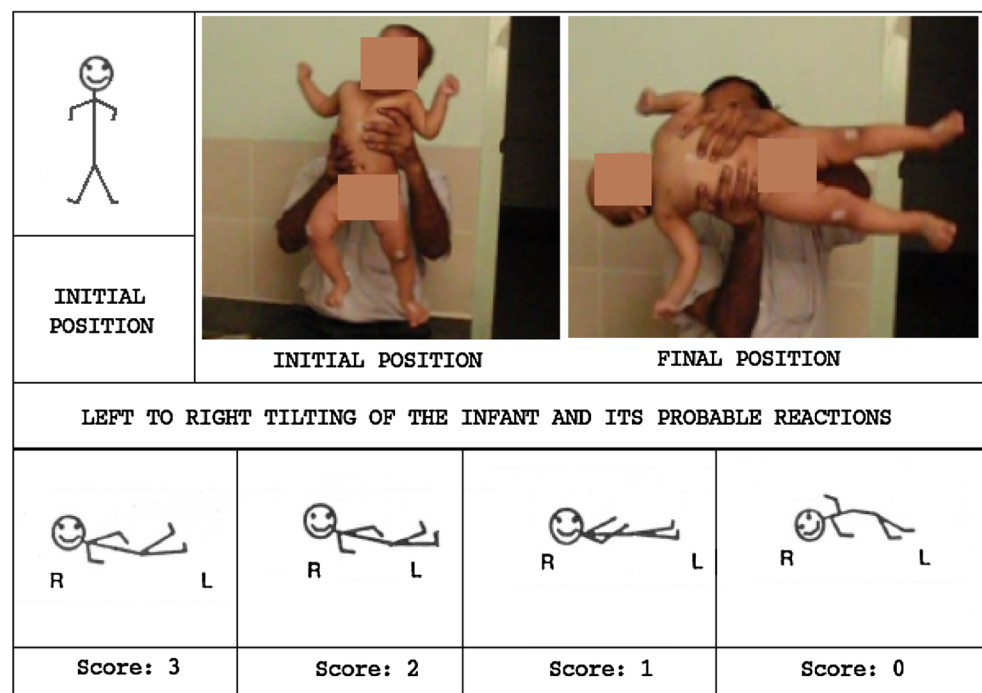 INITIAL
POSITION
INITIAL POSITION
FINAL POSITION
LEFT TO RIGHT TILTING OF THE INFANT AND ITS PROBABLE REACTIONS
R L
R L
R L
R L
Score: 3
Score: 2
Score: 1
Score: 0